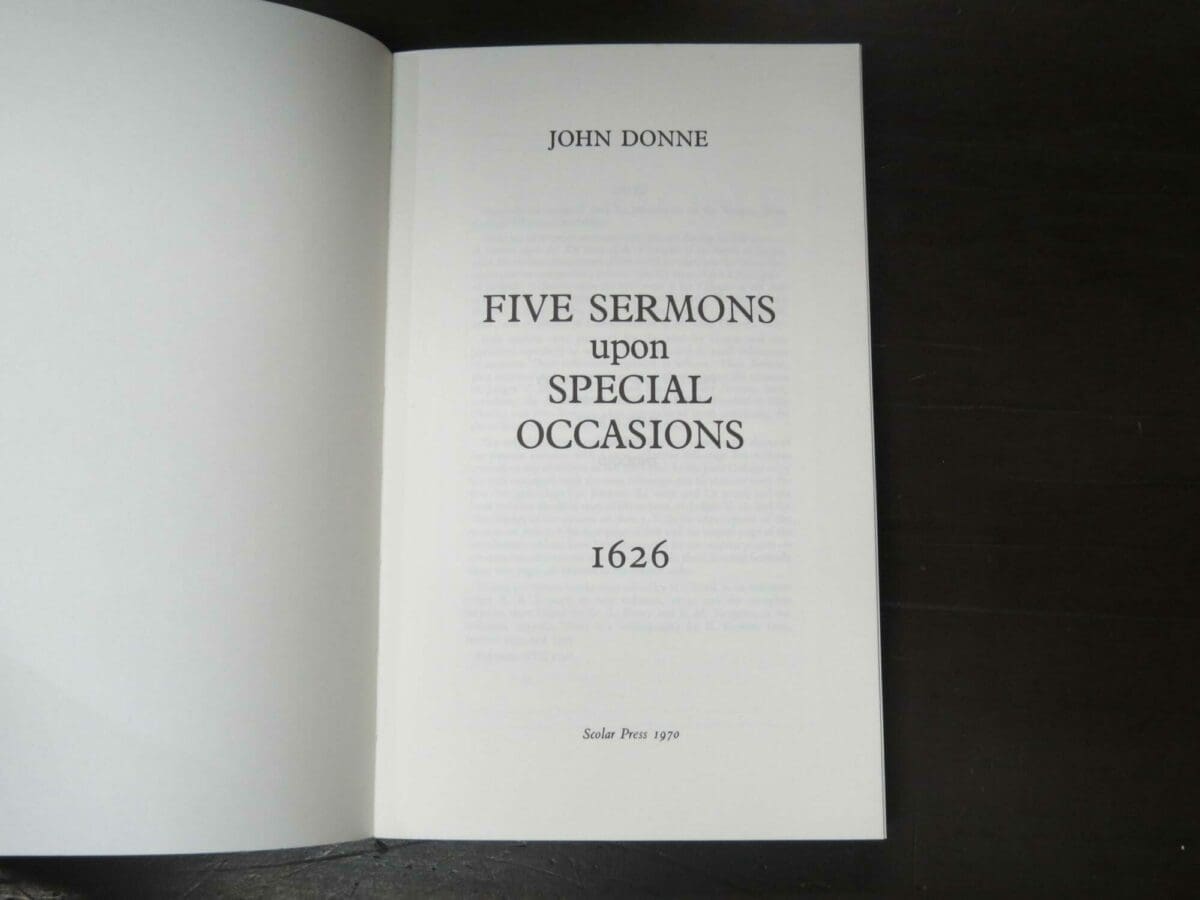 JOHN DONNE
FIVE SERMONS
upon
SPECIAL
OCCASIONS
1626
Scolar Press 1970